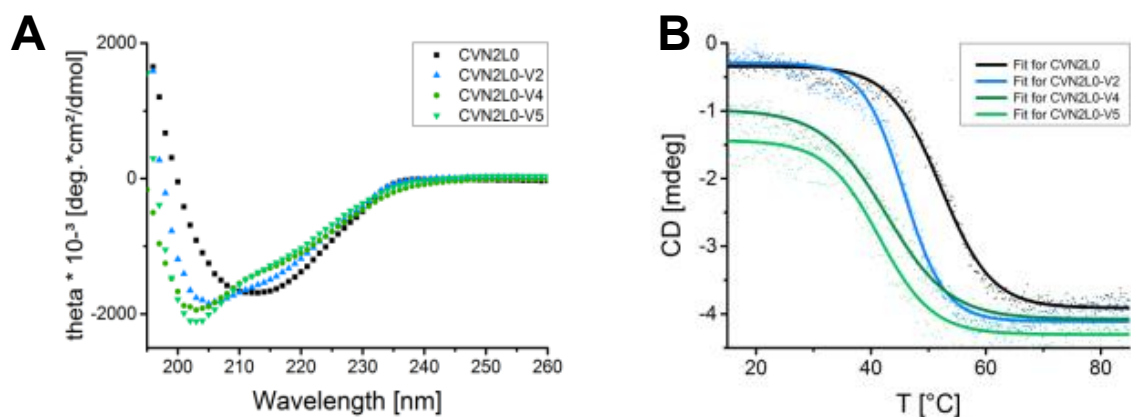 A
2000
0
-2000
theta * 10-³ [deg.*cm²/dmol]
CVN2L0
CVN2L0-V2
CVN2L0-V4
CVN2L0-V5
200 210 220 230 240 250 260
Wavelength [nm]
B
0
-1
-2
-3
-4
CD [mdeg]
Fit for CVN2L0
Fit for CVN2L0-V2
Fit for CVN2L0-V4
Fit for CVN2L0-V5
20 40 60 80
T [°C]